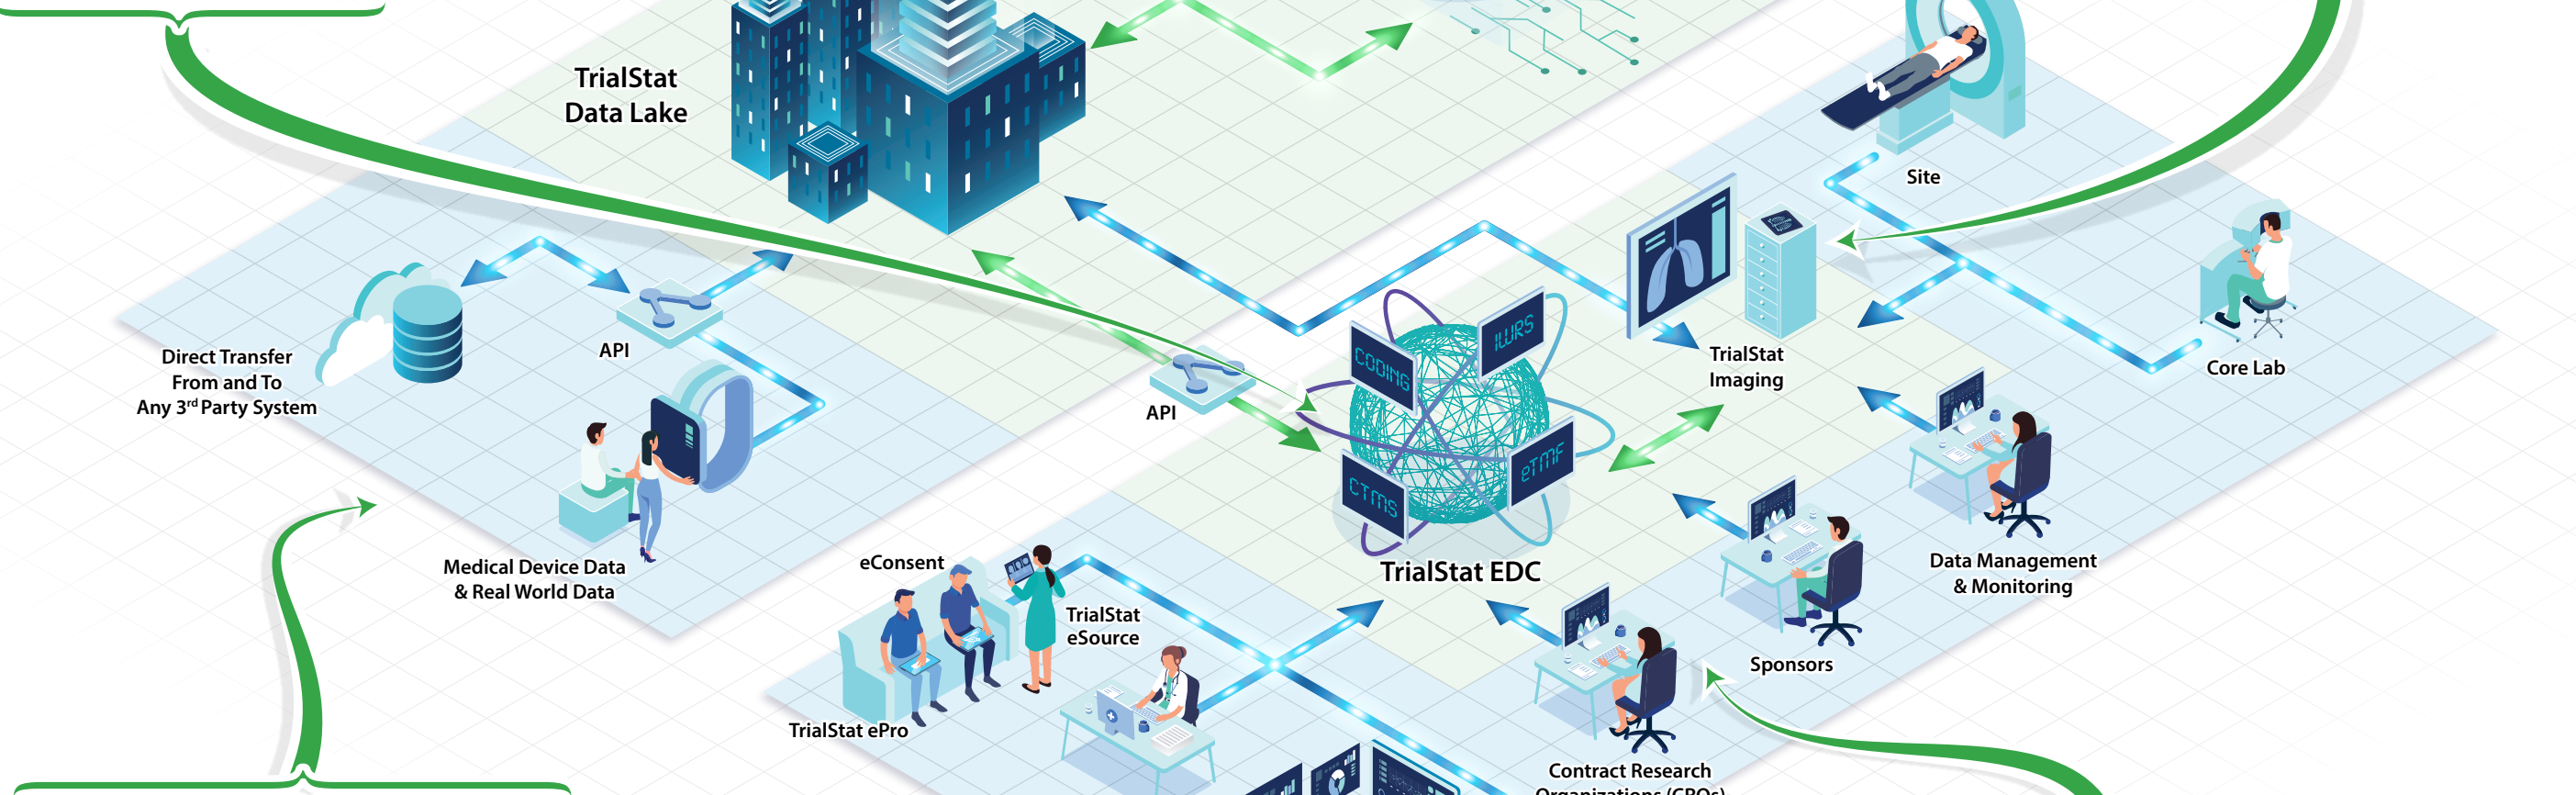 TrialStat
Data Lake
Site
Direct Transfer
From and To
Any 3rd Party System
API
API
CODING
IWRS
CTMS
eTMF
TrialStat
Imaging
Core Lab
Medical Device Data
& Real World Data
eConsent
TrialStat
eSource
TrialStat ePro
TrialStat EDC
Data Management
& Monitoring
Sponsors
Contract Research
Organizations (CROs)